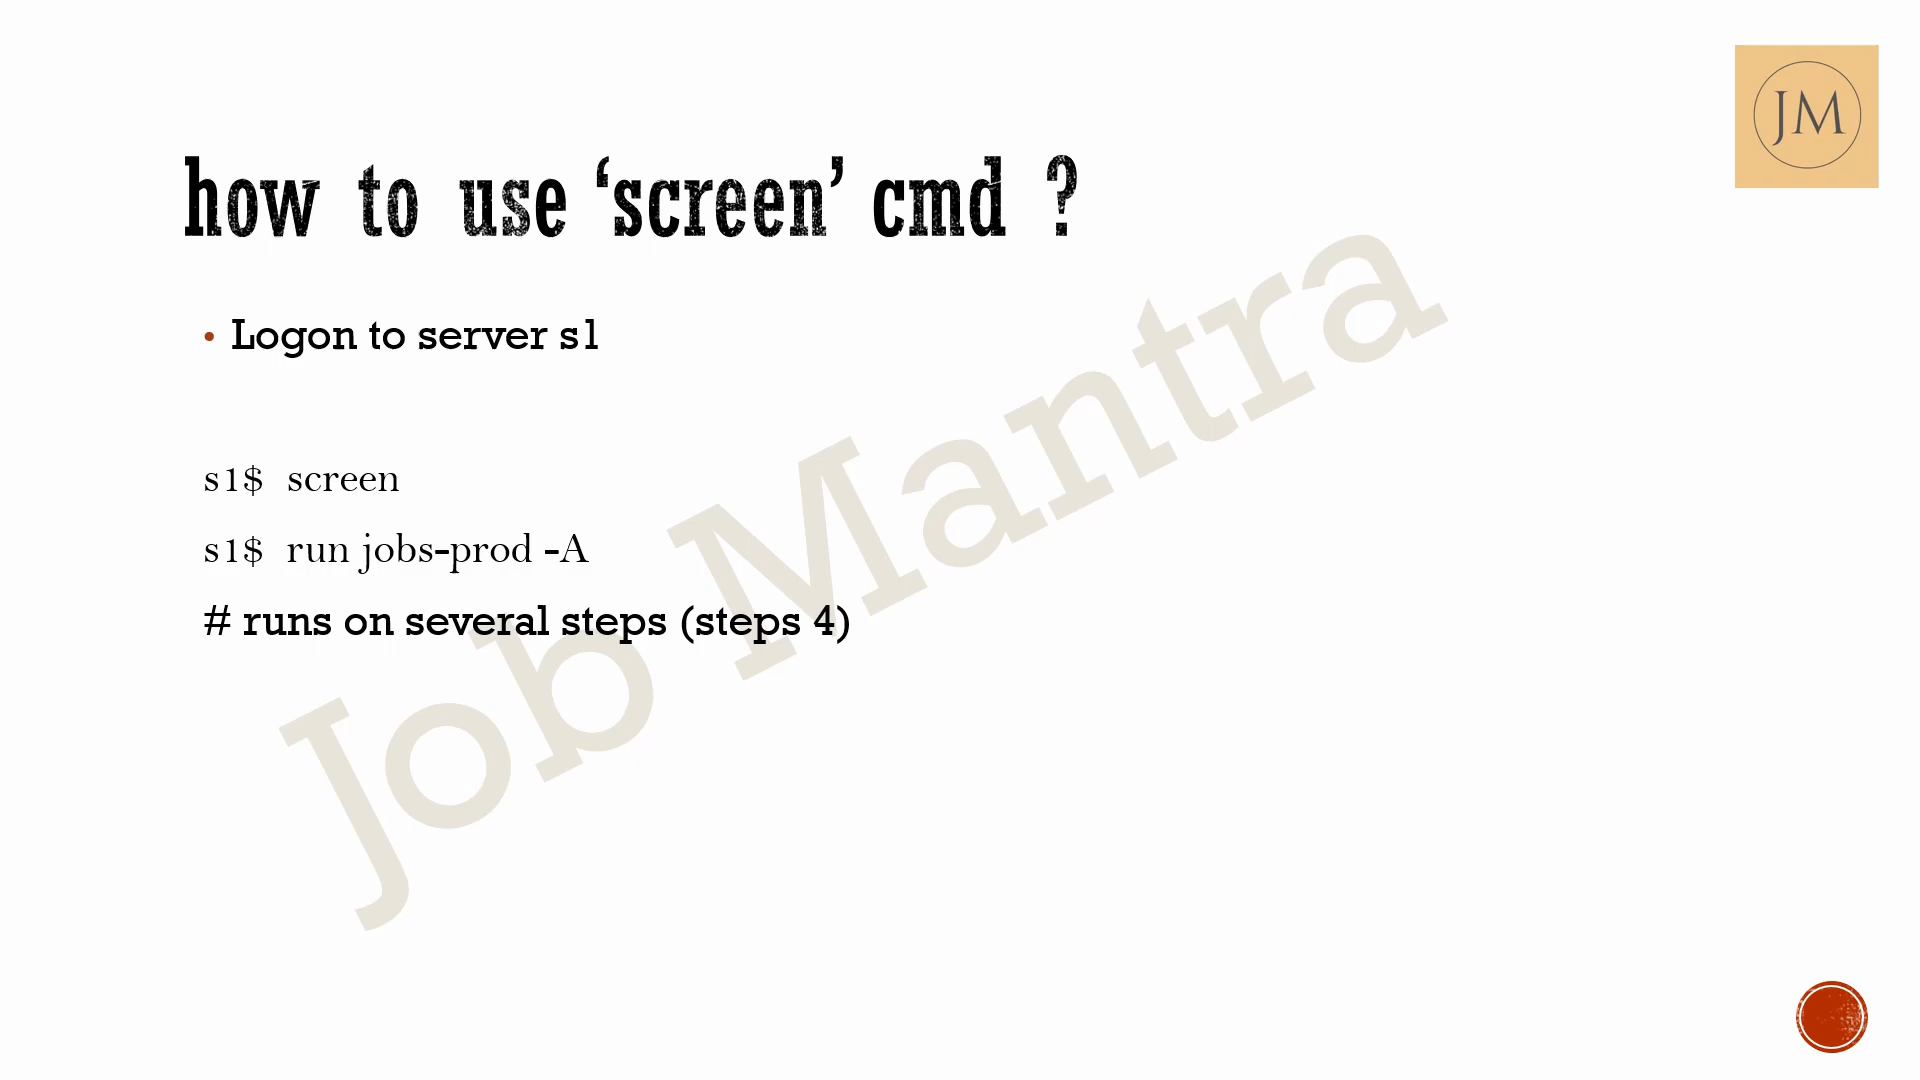 JM
how to use ‘screen’ cmd ?
• Logon to server s1
s1$ screen
s1$ run jobs-prod -A
# runs on several steps (steps 4)
Job Mantra